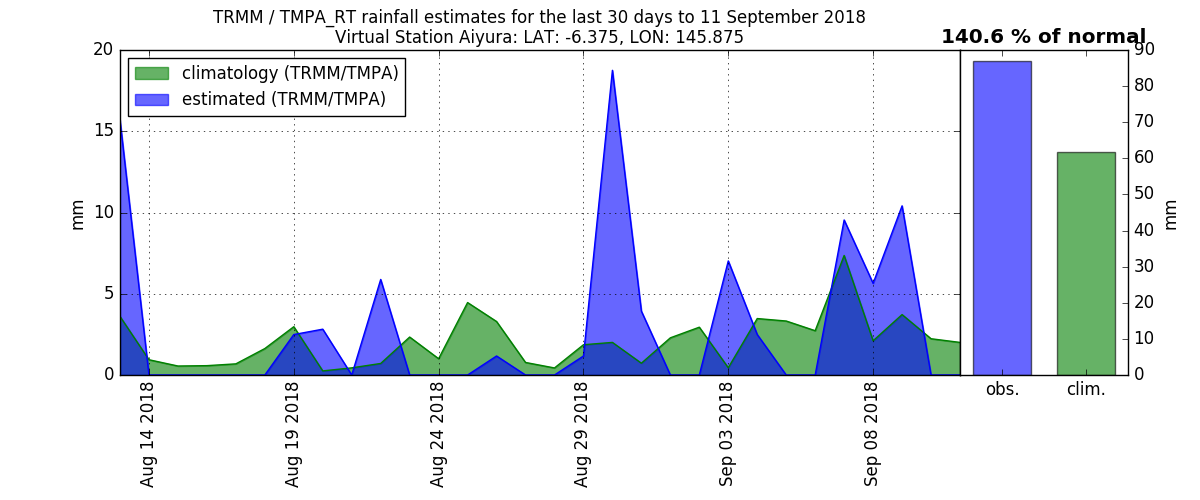 TRMM / TMPA_RT rainfall estimates for the last 30 days to 11 September 2018
Virtual Station Aiyura: LAT: -6.375, LON: 145.875
140.6 % of normal
climatology (TRMM/TMPA)
estimated (TRMM/TMPA)
mm
20
15
10
5
0
Aug 14 2018
Aug 19 2018
Aug 24 2018
Aug 29 2018
Sep 03 2018
Sep 08 2018
obs.
clim.
90
80
70
60
50
40
30
20
10
0
mm